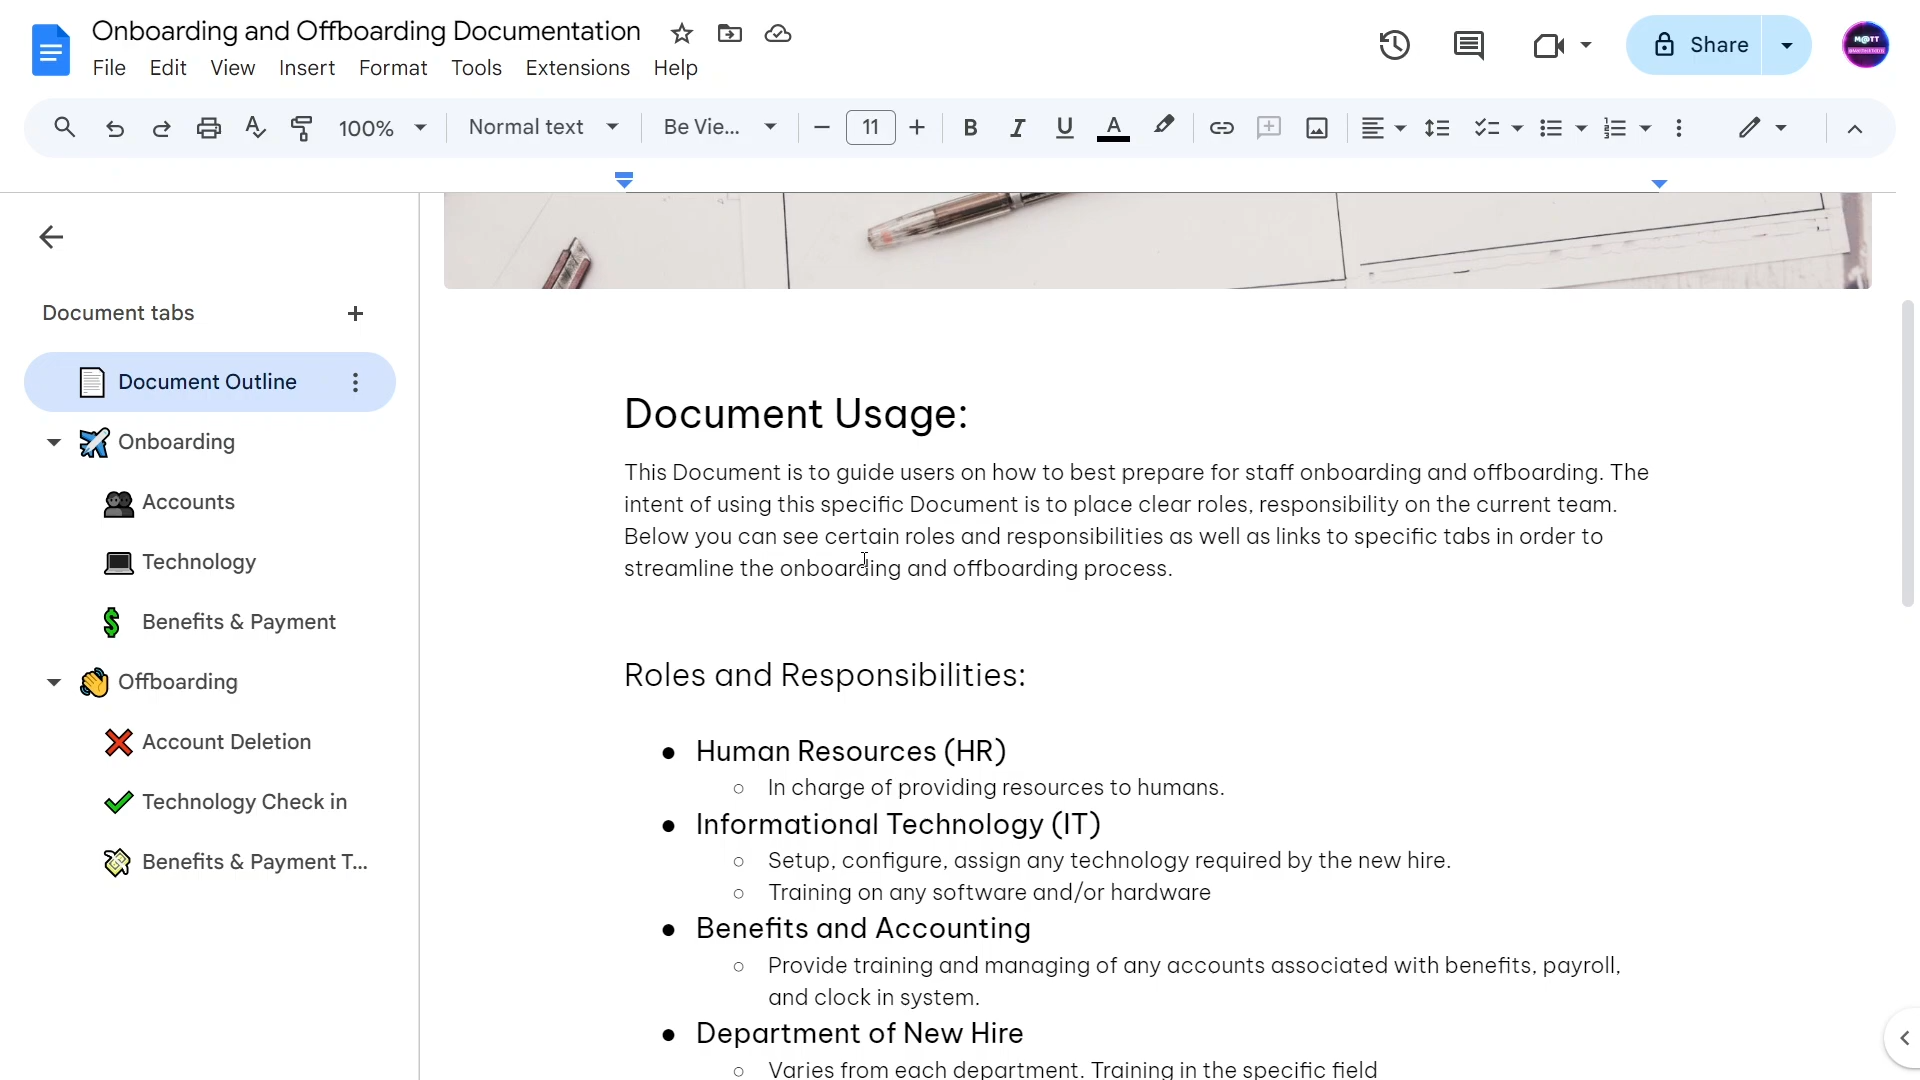 Onboarding and Offboarding Documentation
File Edit View Insert Format Tools Extensions Help
Share
M@TT
100% Normal text Be Vie... 11 B I U A
Document tabs
Document Outline
Onboarding
Accounts
Technology
Benefits & Payment
Offboarding
Account Deletion
Technology Check in
Benefits & Payment T...
Document Usage:
This Document is to guide users on how to best prepare for staff onboarding and offboarding. The
intent of using this specific Document is to place clear roles, responsibility on the current team.
Below you can see certain roles and responsibilities as well as links to specific tabs in order to
streamline the onboarding and offboarding process.
Roles and Responsibilities:
● Human Resources (HR)
○ In charge of providing resources to humans.
● Informational Technology (IT)
○ Setup, configure, assign any technology required by the new hire.
○ Training on any software and/or hardware
● Benefits and Accounting
○ Provide training and managing of any accounts associated with benefits, payroll,
and clock in system.
● Department of New Hire
○ Varies from each department. Training in the specific field